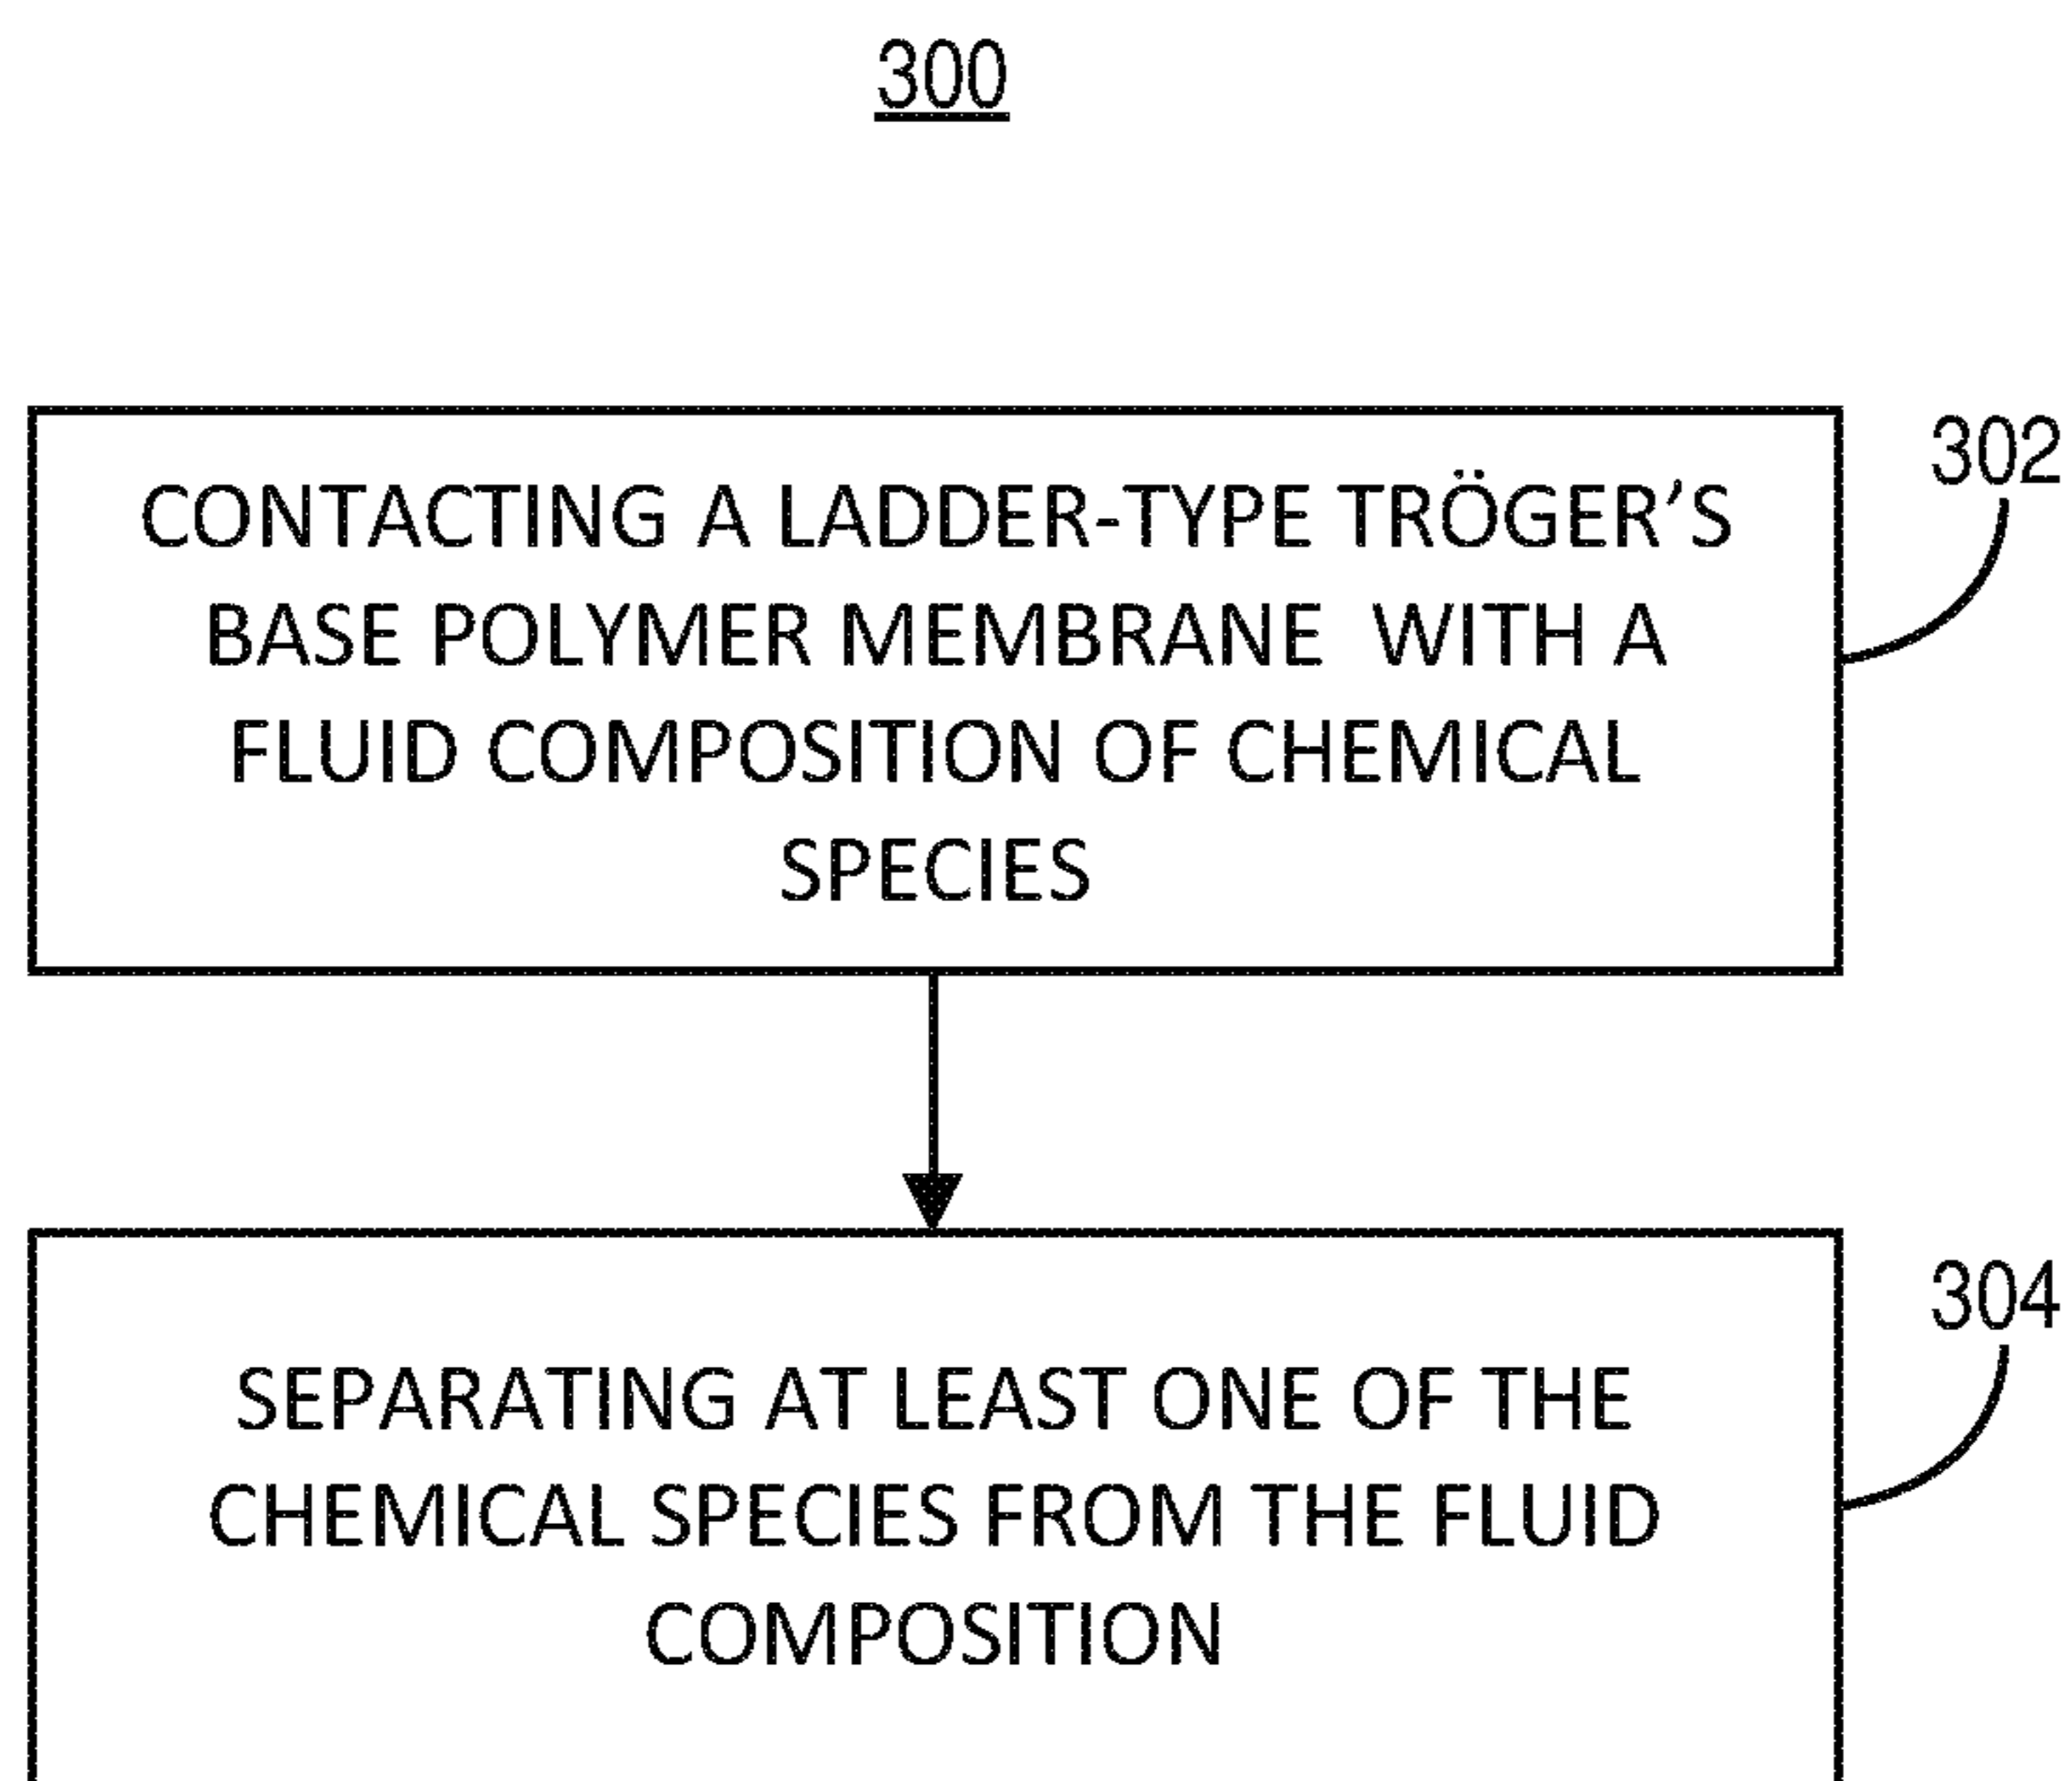 300
302
CONTACTING A LADDER-TYPE TRÖGER’S
BASE POLYMER MEMBRANE WITH A
FLUID COMPOSITION OF CHEMICAL
SPECIES
304
SEPARATING AT LEAST ONE OF THE
CHEMICAL SPECIES FROM THE FLUID
COMPOSITION